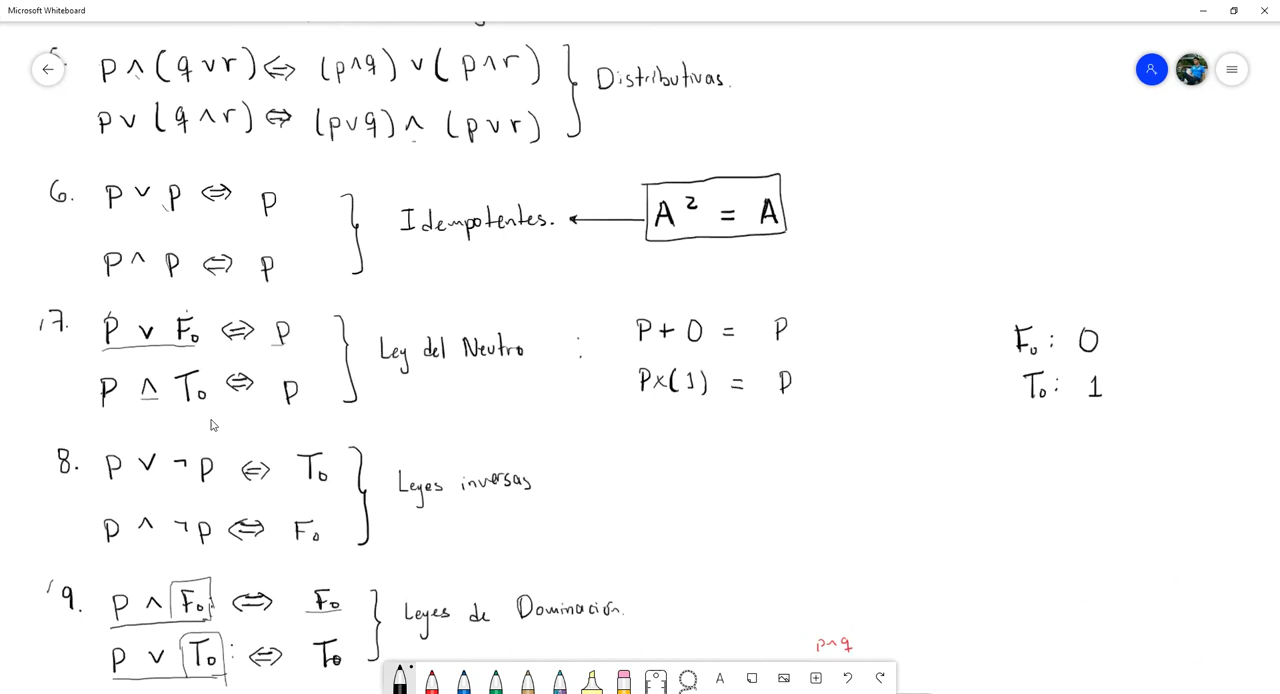 Microsoft Whiteboard
p ∧ (q ∨ r) ⇔ (p ∧ q) ∨ (p ∧ r)
Distributivas.
p ∨ (q ∧ r) ⇔ (p ∨ q) ∧ (p ∨ r)
6. p ∨ p ⇔ p
Idempotentes. ← A² = A
p ∧ p ⇔ p
7. p ∨ F₀ ⇔ p
Ley del Neutro : p + 0 = p
F₀ : 0
p ∧ T₀ ⇔ p
p×(1) = p
T₀ : 1
8. p ∨ ¬p ⇔ T₀
Leyes inversas
p ∧ ¬p ⇔ F₀
9. p ∧ F₀ ⇔ F₀
Leyes de Dominación.
p ∨ T₀ : ⇔ T₀
p∧q